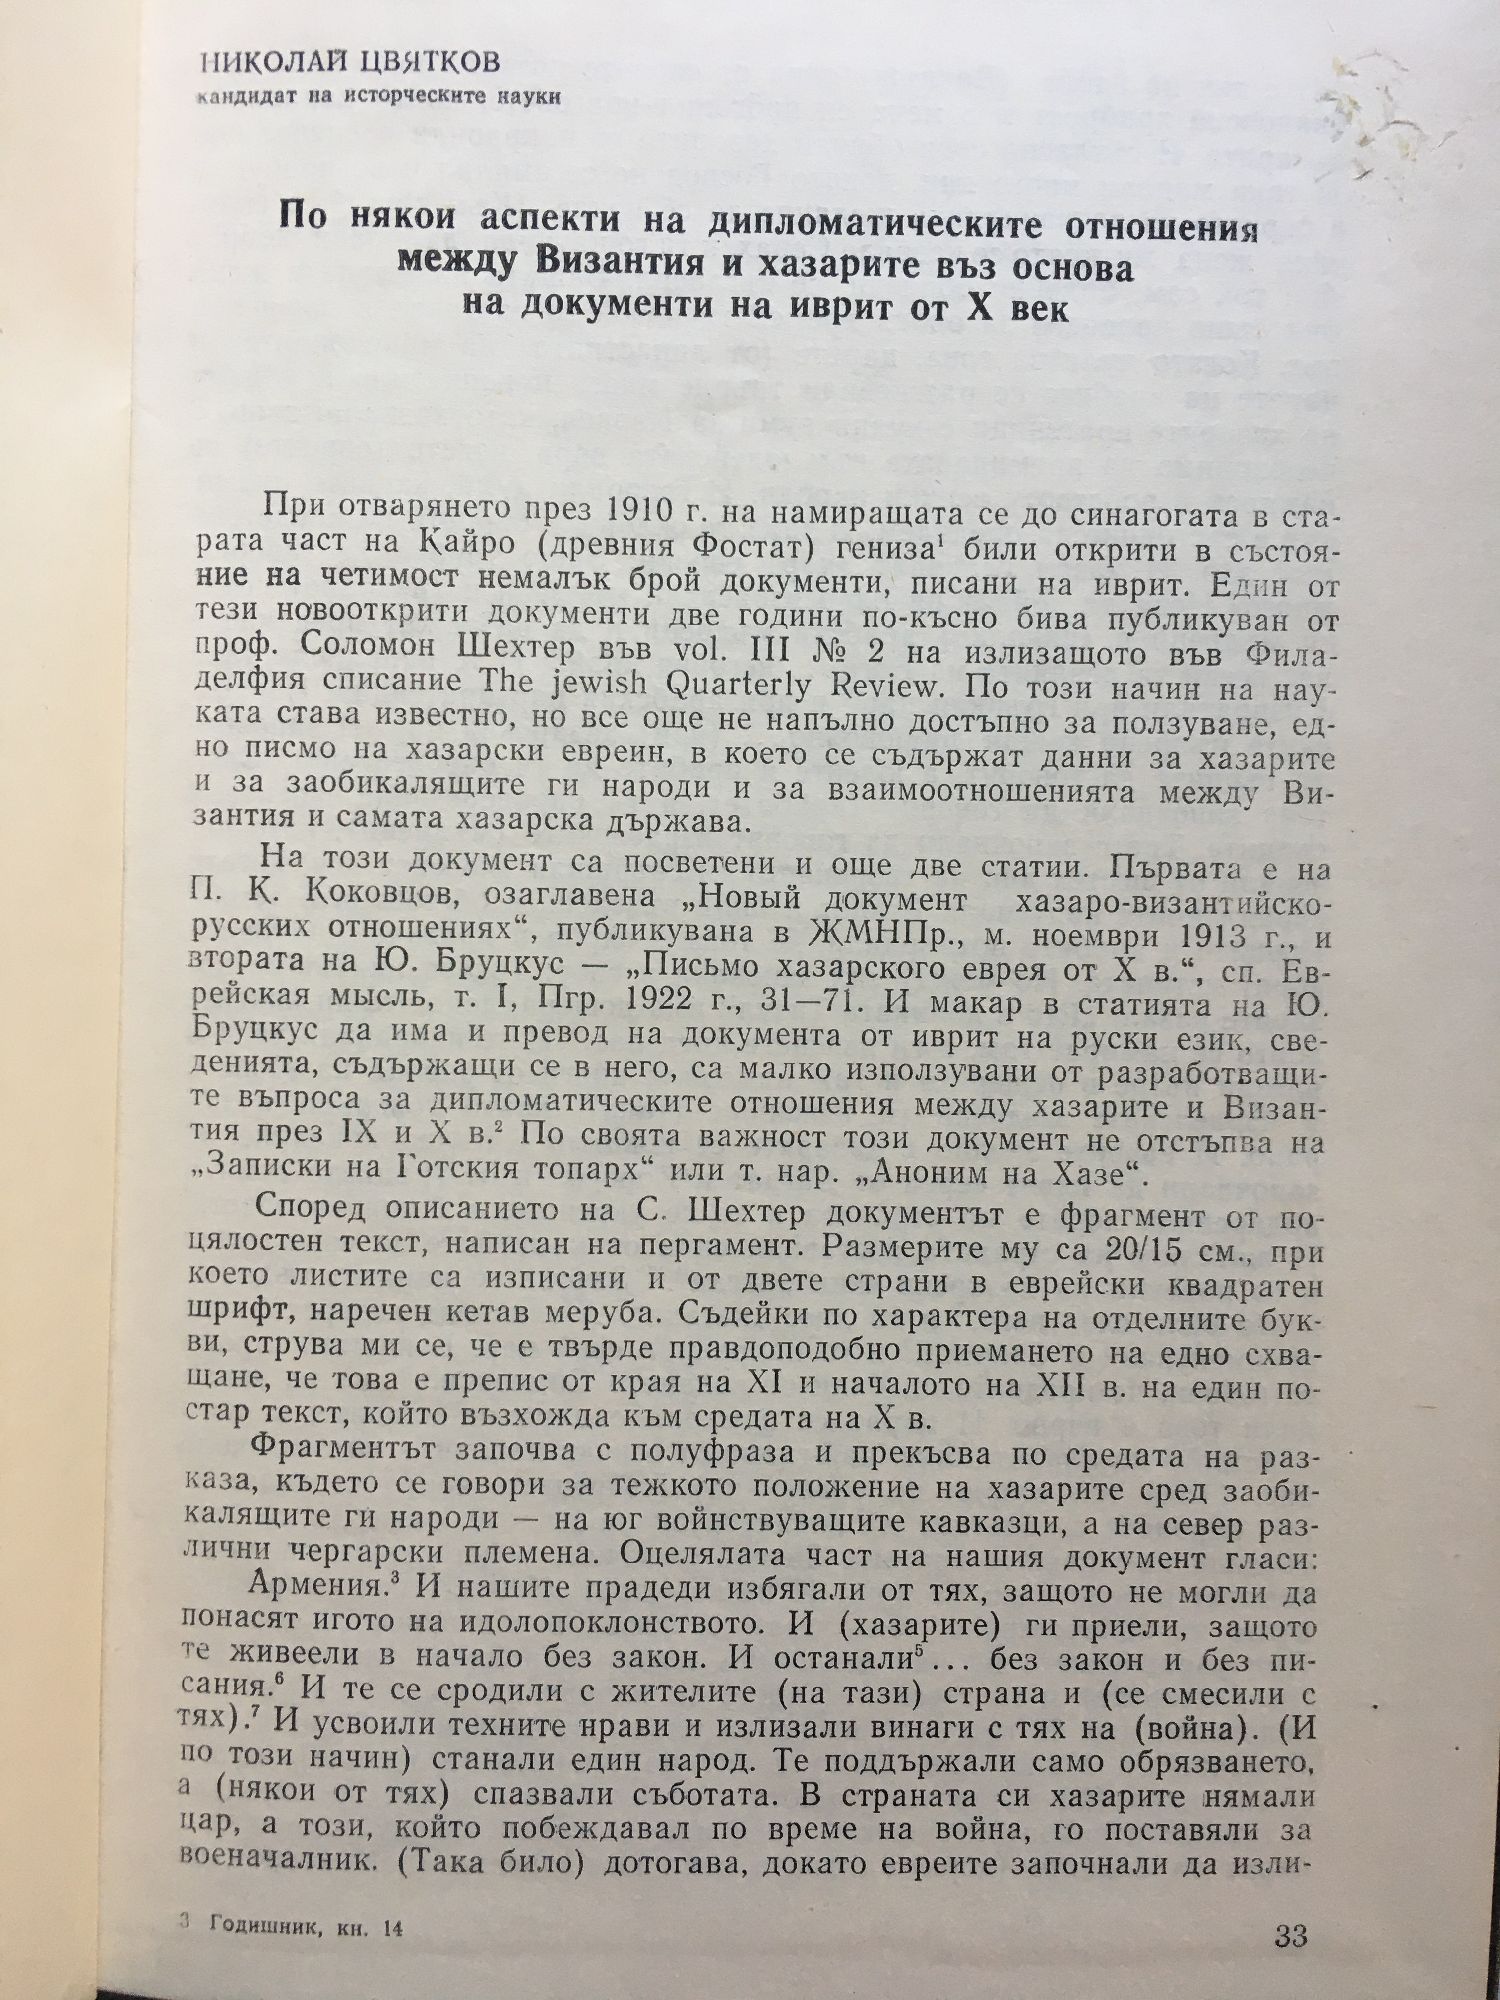 НИКОЛАЙ ЦВЯТКОВ
кандидат на исторческите науки
По някои аспекти на дипломатическите отношения
между Византия и хазарите въз основа
на документи на иврит от X век
При отварянето през 1910 г. на намиращата се до синагогата в ста-
рата част на Кайро (древния Фостат) гениза¹ били открити в състоя-
ние на четимост немалък брой документи, писани на иврит. Един от
тези новооткрити документи две години по-късно бива публикуван от
проф. Соломон Шехтер във vol. III № 2 на излизащото във Фила-
делфия списание The jewish Quarterly Review. По този начин на нау-
ката става известно, но все още не напълно достъпно за ползуване, ед-
но писмо на хазарски евреин, в което се съдържат данни за хазарите
и за заобикалящите ги народи и за взаимоотношенията между Ви-
зантия и самата хазарска държава.
На този документ са посветени и още две статии. Първата е на
П. К. Коковцов, озаглавена „Новый документ хазаро-византийско-
русских отношениях“, публикувана в ЖМНПр., м. ноември 1913 г., и
втората на Ю. Бруцкус — „Письмо хазарского еврея от X в.“, сп. Ев-
рейская мысль, т. I, Пгр. 1922 г., 31—71. И макар в статията на Ю.
Бруцкус да има и превод на документа от иврит на руски език, све-
денията, съдържащи се в него, са малко използувани от разработващи-
те въпроса за дипломатическите отношения между хазарите и Визан-
тия през IX и X в.² По своята важност този документ не отстъпва на
„Записки на Готския топарх“ или т. нар. „Аноним на Хазе“.
Според описанието на С. Шехтер документът е фрагмент от по-
цялостен текст, написан на пергамент. Размерите му са 20/15 см., при
което листите са изписани и от двете страни в еврейски квадратен
шрифт, наречен кетав меруба. Съдейки по характера на отделните бук-
ви, струва ми се, че е твърде правдоподобно приемането на едно схва-
щане, че това е препис от края на XI и началото на XII в. на един по-
стар текст, който възхожда към средата на X в.
Фрагментът започва с полуфраза и прекъсва по средата на раз-
каза, където се говори за тежкото положение на хазарите сред заоби-
калящите ги народи — на юг войнствуващите кавказци, а на север раз-
лични чергарски племена. Оцелялата част на нашия документ гласи:
Армения.³ И нашите прадеди избягали от тях, защото не могли да
понасят игото на идолопоклонството. И (хазарите) ги приели, защото
те живеели в начало без закон. И останали⁵... без закон и без пи-
сания.⁶ И те се сродили с жителите (на тази) страна и (се смесили с
тях).⁷ И усвоили техните нрави и излизали винаги с тях на (война). (И
по този начин) станали един народ. Те поддържали само обрязването,
а (някои от тях) спазвали съботата. В страната си хазарите нямали
цар, а този, който побеждавал по време на война, го поставяли за
военачалник. (Така било) дотогава, докато евреите започнали да изли-
3 Годишник, кн. 14
33